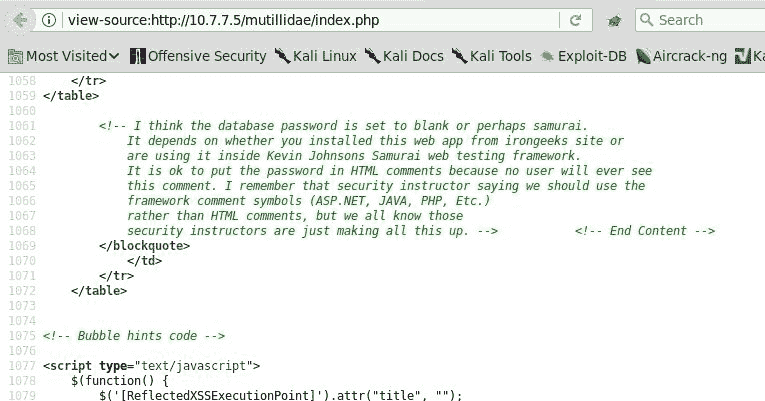 view-source:http://10.7.7.5/mutillidae/index.php
Search
Most Visited Offensive Security Kali Linux Kali Docs Kali Tools Exploit-DB Aircrack-ng Ka
1058 </tr>
1059 </table>
1060
1061 <!-- I think the database password is set to blank or perhaps samurai.
1062 It depends on whether you installed this web app from irongeeks site or
1063 are using it inside Kevin Johnsons Samurai web testing framework.
1064 It is ok to put the password in HTML comments because no user will ever see
1065 this comment. I remember that security instructor saying we should use the
1066 framework comment symbols (ASP.NET, JAVA, PHP, Etc.)
1067 rather than HTML comments, but we all know those
1068 security instructors are just making all this up. --> <!-- End Content -->
1069 </blockquote>
1070 </td>
1071 </tr>
1072 </table>
1073
1074
1075 <!-- Bubble hints code -->
1076
1077 <script type="text/javascript">
1078 $(function() {
1079 $('[ReflectedXSSExecutionPoint]').attr("title", "");